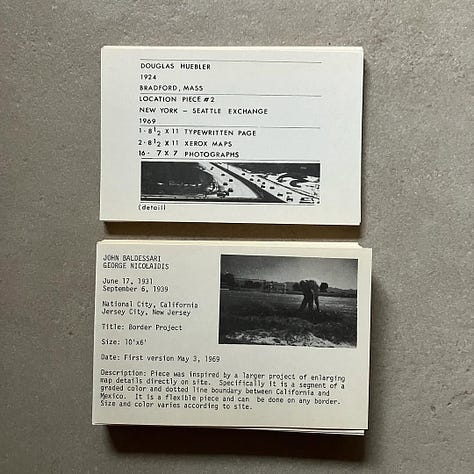 DOUGLAS HUEBLER
1924
BRADFORD, MASS
LOCATION PIECE #2
NEW YORK - SEATTLE EXCHANGE
1969
1- 8 1/2 X 11 TYPEWRITTEN PAGE
2- 8 1/2 X 11 XEROX MAPS
16- 7 X 7 PHOTOGRAPHS
(detail)
JOHN BALDESSARI
GEORGE NICOLAIDIS
June 17, 1931
September 6, 1939
National City, California
Jersey City, New Jersey
Title: Border Project
Size: 10'x6'
Date: First version May 3, 1969
Description: Piece was inspired by a larger project of enlarging
map details directly on site. Specifically it is a segment of a
graded color and dotted line boundary between California and
Mexico. It is a flexible piece and can be done on any border.
Size and color varies according to site.